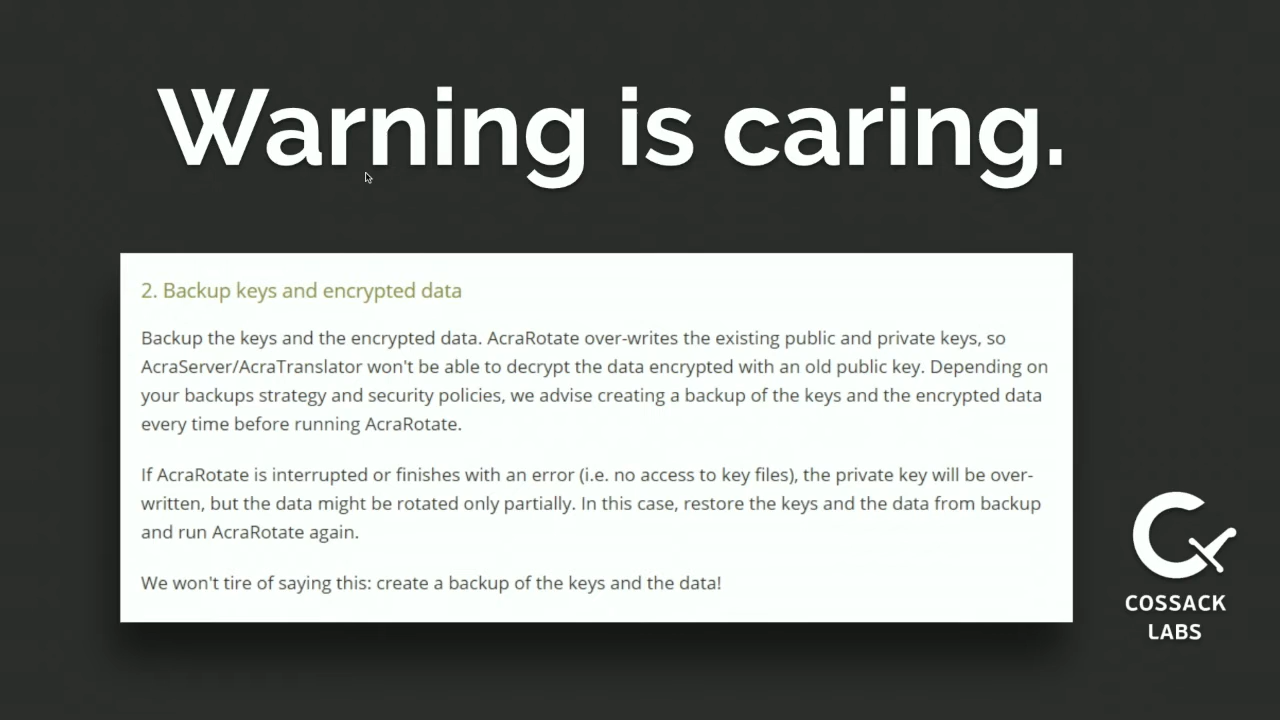 Warning is caring.
2. Backup keys and encrypted data
Backup the keys and the encrypted data. AcraRotate over-writes the existing public and private keys, so
AcraServer/AcraTranslator won't be able to decrypt the data encrypted with an old public key. Depending on
your backups strategy and security policies, we advise creating a backup of the keys and the encrypted data
every time before running AcraRotate.
If AcraRotate is interrupted or finishes with an error (i.e. no access to key files), the private key will be over-
written, but the data might be rotated only partially. In this case, restore the keys and the data from backup
and run AcraRotate again.
We won't tire of saying this: create a backup of the keys and the data!
COSSACK
LABS